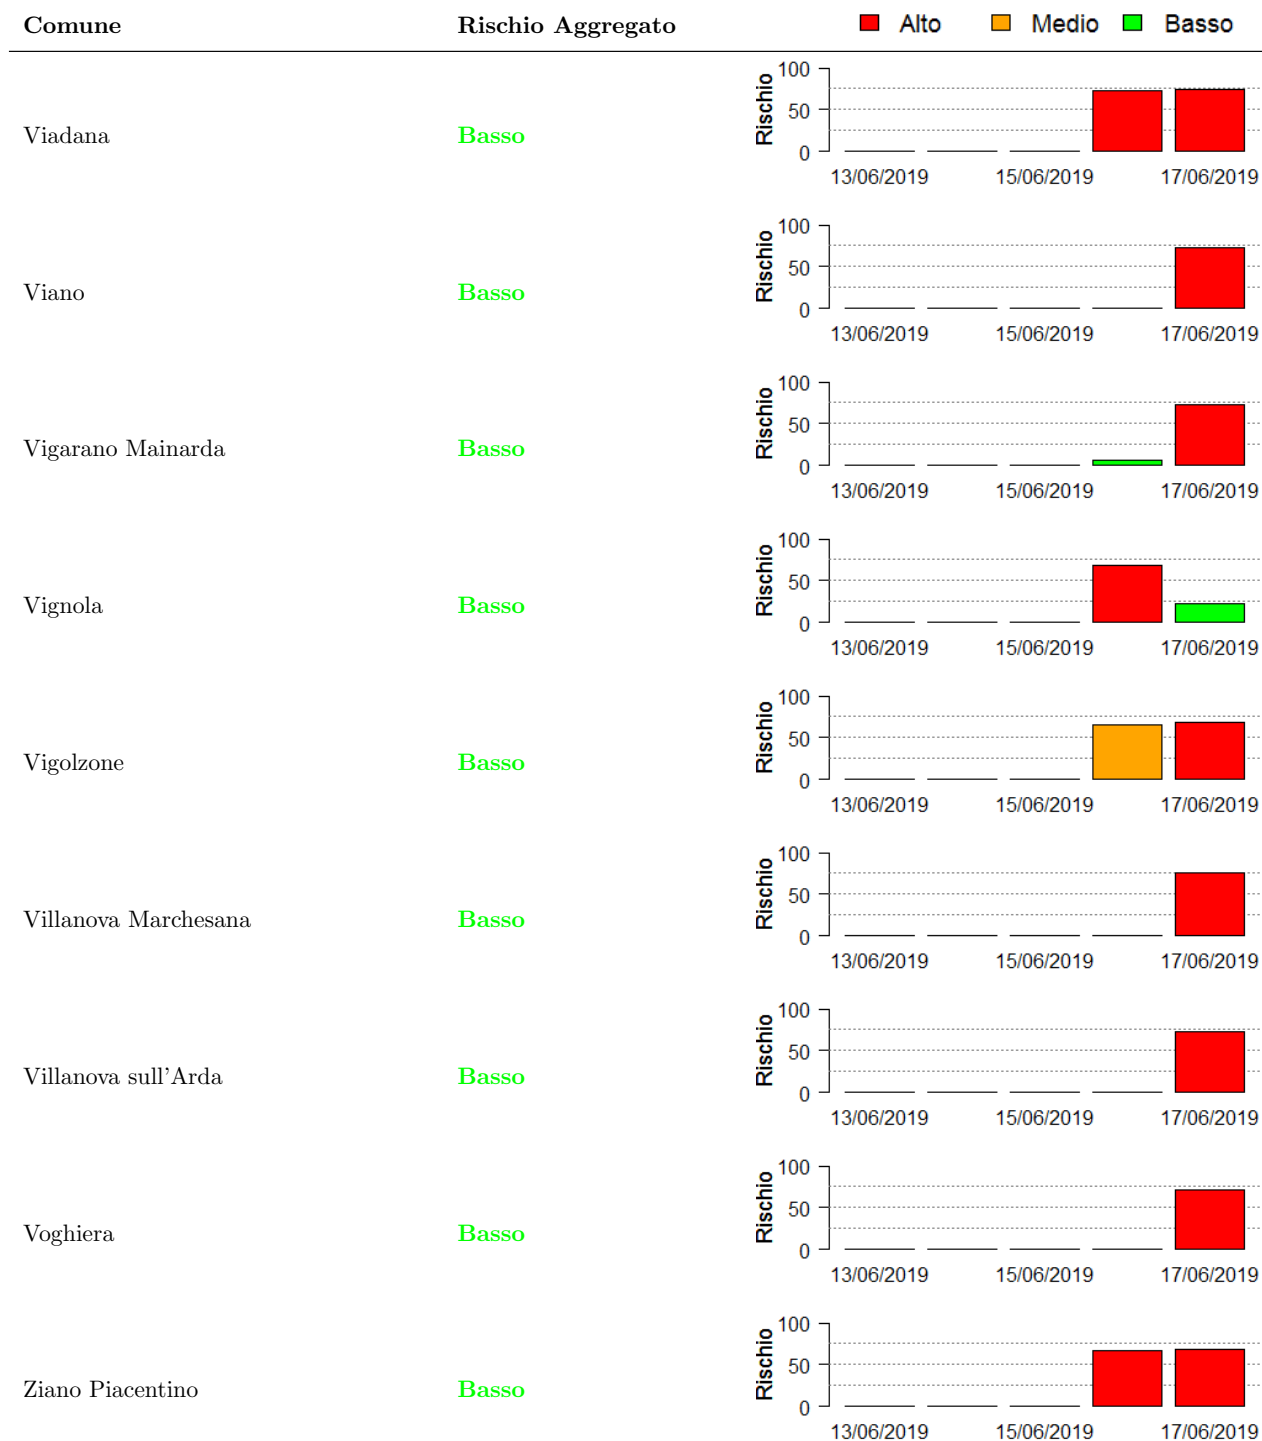 Comune Rischio Aggregato Alto Medio Basso
Viadana Basso
Rischio
100
50
0
13/06/2019 15/06/2019 17/06/2019
Viano Basso
Rischio
100
50
0
13/06/2019 15/06/2019 17/06/2019
Vigarano Mainarda Basso
Rischio
100
50
0
13/06/2019 15/06/2019 17/06/2019
Vignola Basso
Rischio
100
50
0
13/06/2019 15/06/2019 17/06/2019
Vigolzone Basso
Rischio
100
50
0
13/06/2019 15/06/2019 17/06/2019
Villanova Marchesana Basso
Rischio
100
50
0
13/06/2019 15/06/2019 17/06/2019
Villanova sull'Arda Basso
Rischio
100
50
0
13/06/2019 15/06/2019 17/06/2019
Voghiera Basso
Rischio
100
50
0
13/06/2019 15/06/2019 17/06/2019
Ziano Piacentino Basso
Rischio
100
50
0
13/06/2019 15/06/2019 17/06/2019